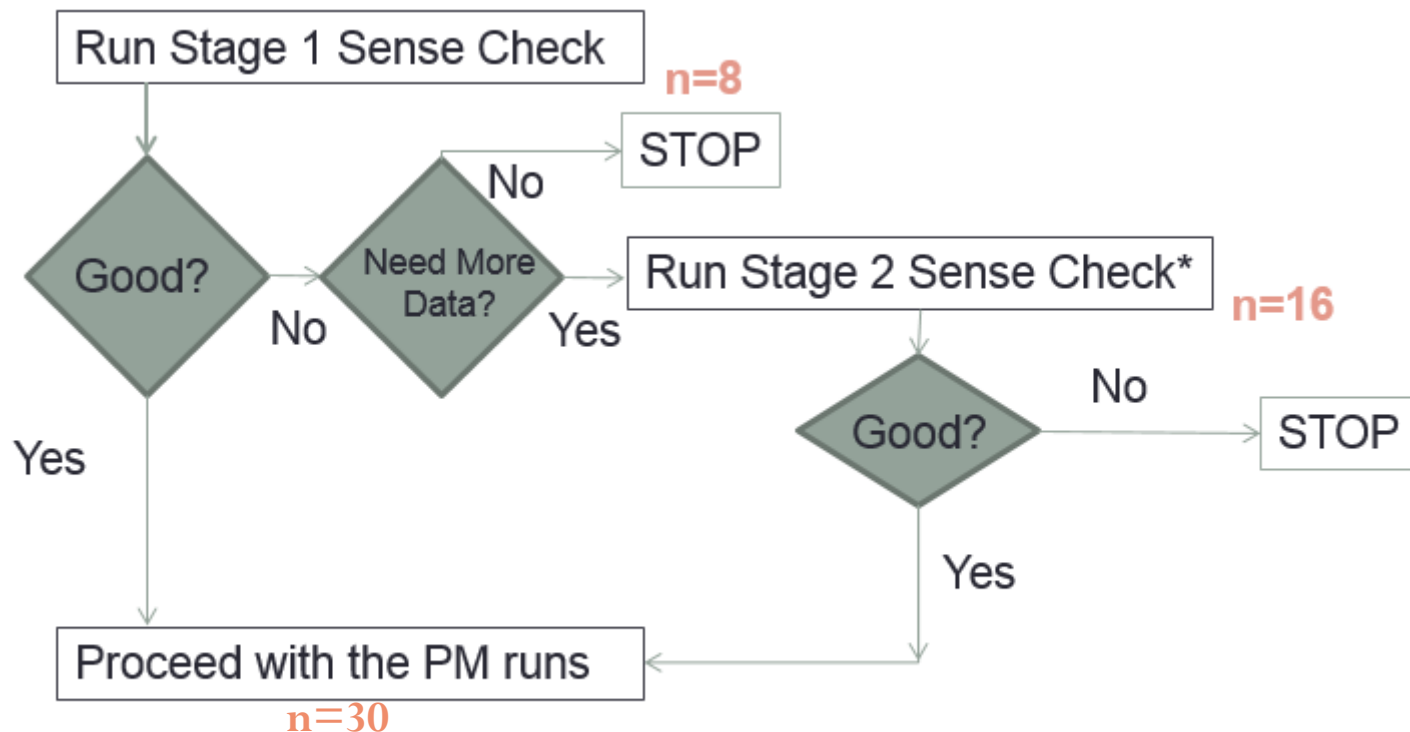 Run Stage 1 Sense Check
n=8
STOP
No
Good?
Need More
Data?
Run Stage 2 Sense Check*
No
Yes
n=16
No
Good?
STOP
Yes
Yes
Proceed with the PM runs
n=30